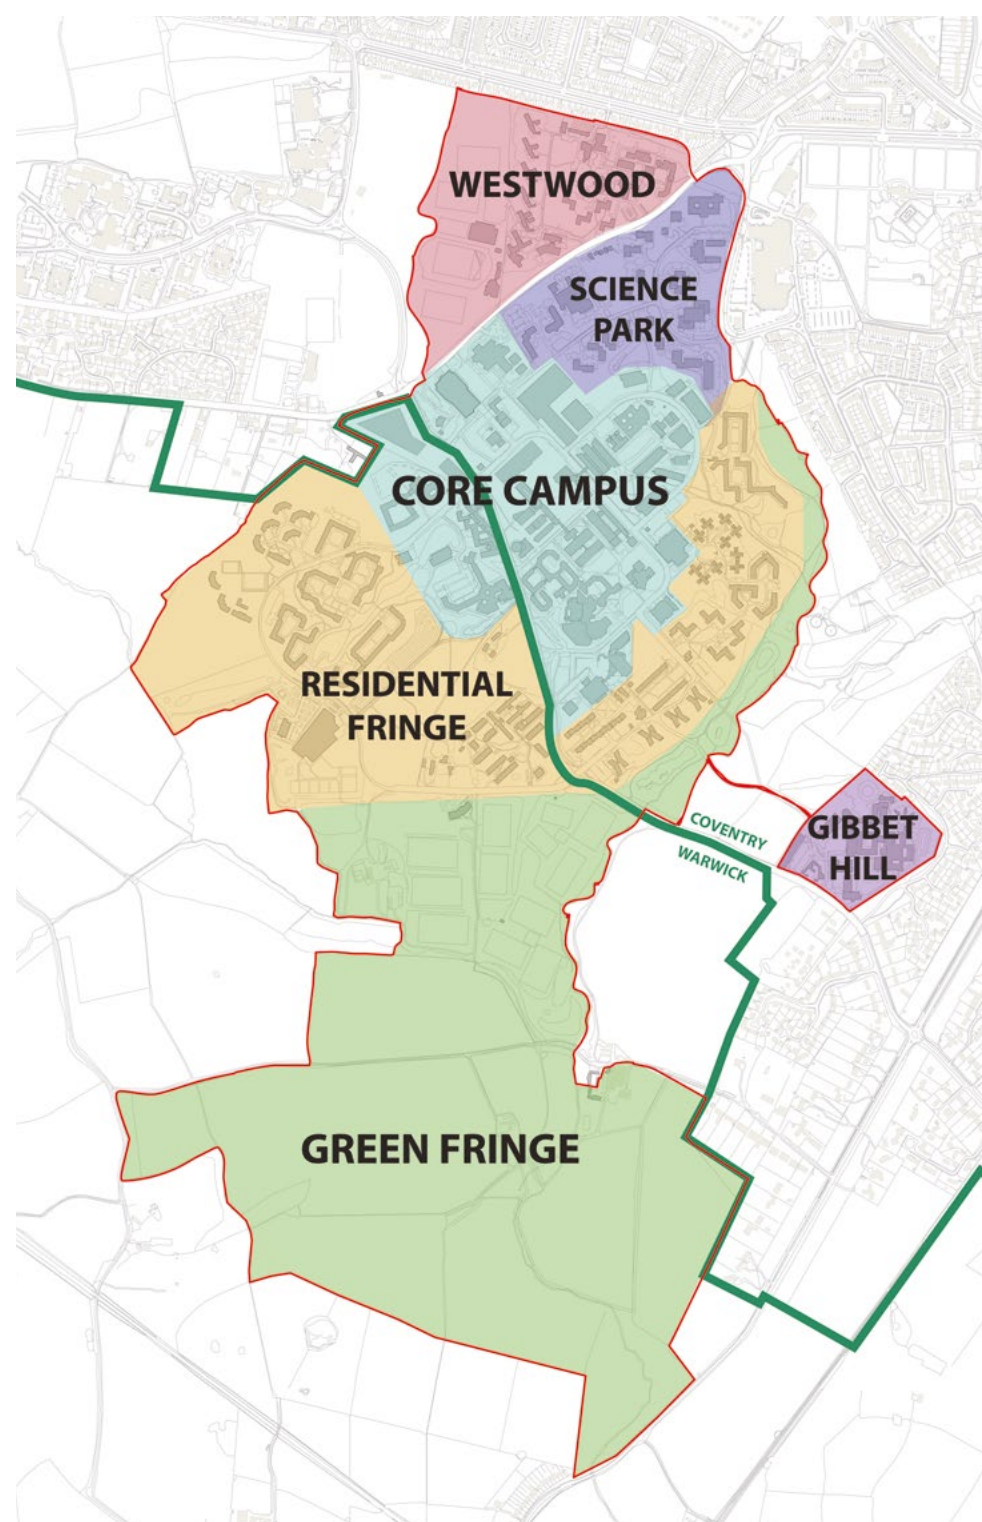 WESTWOOD
SCIENCE
PARK
CORE CAMPUS
RESIDENTIAL
FRINGE
COVENTRY
WARWICK
GIBBET
HILL
GREEN FRINGE